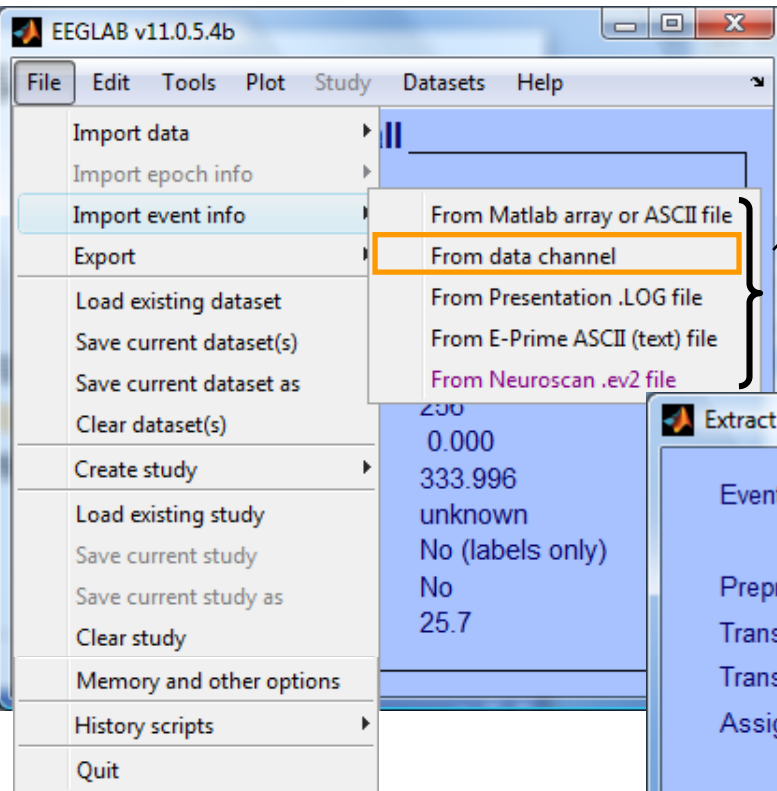 EEGLAB v11.0.5.4b
File Edit Tools Plot Study Datasets Help
Import data
Import epoch info
Import event info
Export
Load existing dataset
Save current dataset(s)
Save current dataset as
Clear dataset(s)
Create study
Load existing study
Save current study
Save current study as
Clear study
Memory and other options
History scripts
Quit
From Matlab array or ASCII file
From data channel
From Presentation .LOG file
From E-Prime ASCII (text) file
From Neuroscan .ev2 file
256
0.000
333.996
unknown
No (labels only)
No
25.7
Extract